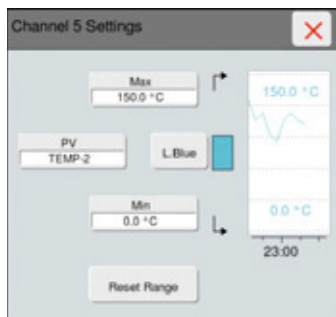 Channel 5 Settings
Max
150.0 °C
150.0 °C
PV
TEMP-2
L.Blue
Min
0.0 °C
0.0 °C
23:00
Reset Range